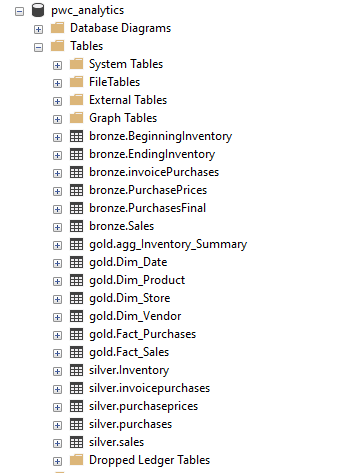 pwc_analytics
Database Diagrams
Tables
System Tables
FileTables
External Tables
Graph Tables
bronze.BeginningInventory
bronze.EndingInventory
bronze.invoicePurchases
bronze.PurchasePrices
bronze.PurchasesFinal
bronze.Sales
gold.agg_Inventory_Summary
gold.Dim_Date
gold.Dim_Product
gold.Dim_Store
gold.Dim_Vendor
gold.Fact_Purchases
gold.Fact_Sales
silver.Inventory
silver.invoicepurchases
silver.purchaseprices
silver.purchases
silver.sales
Dropped Ledger Tables